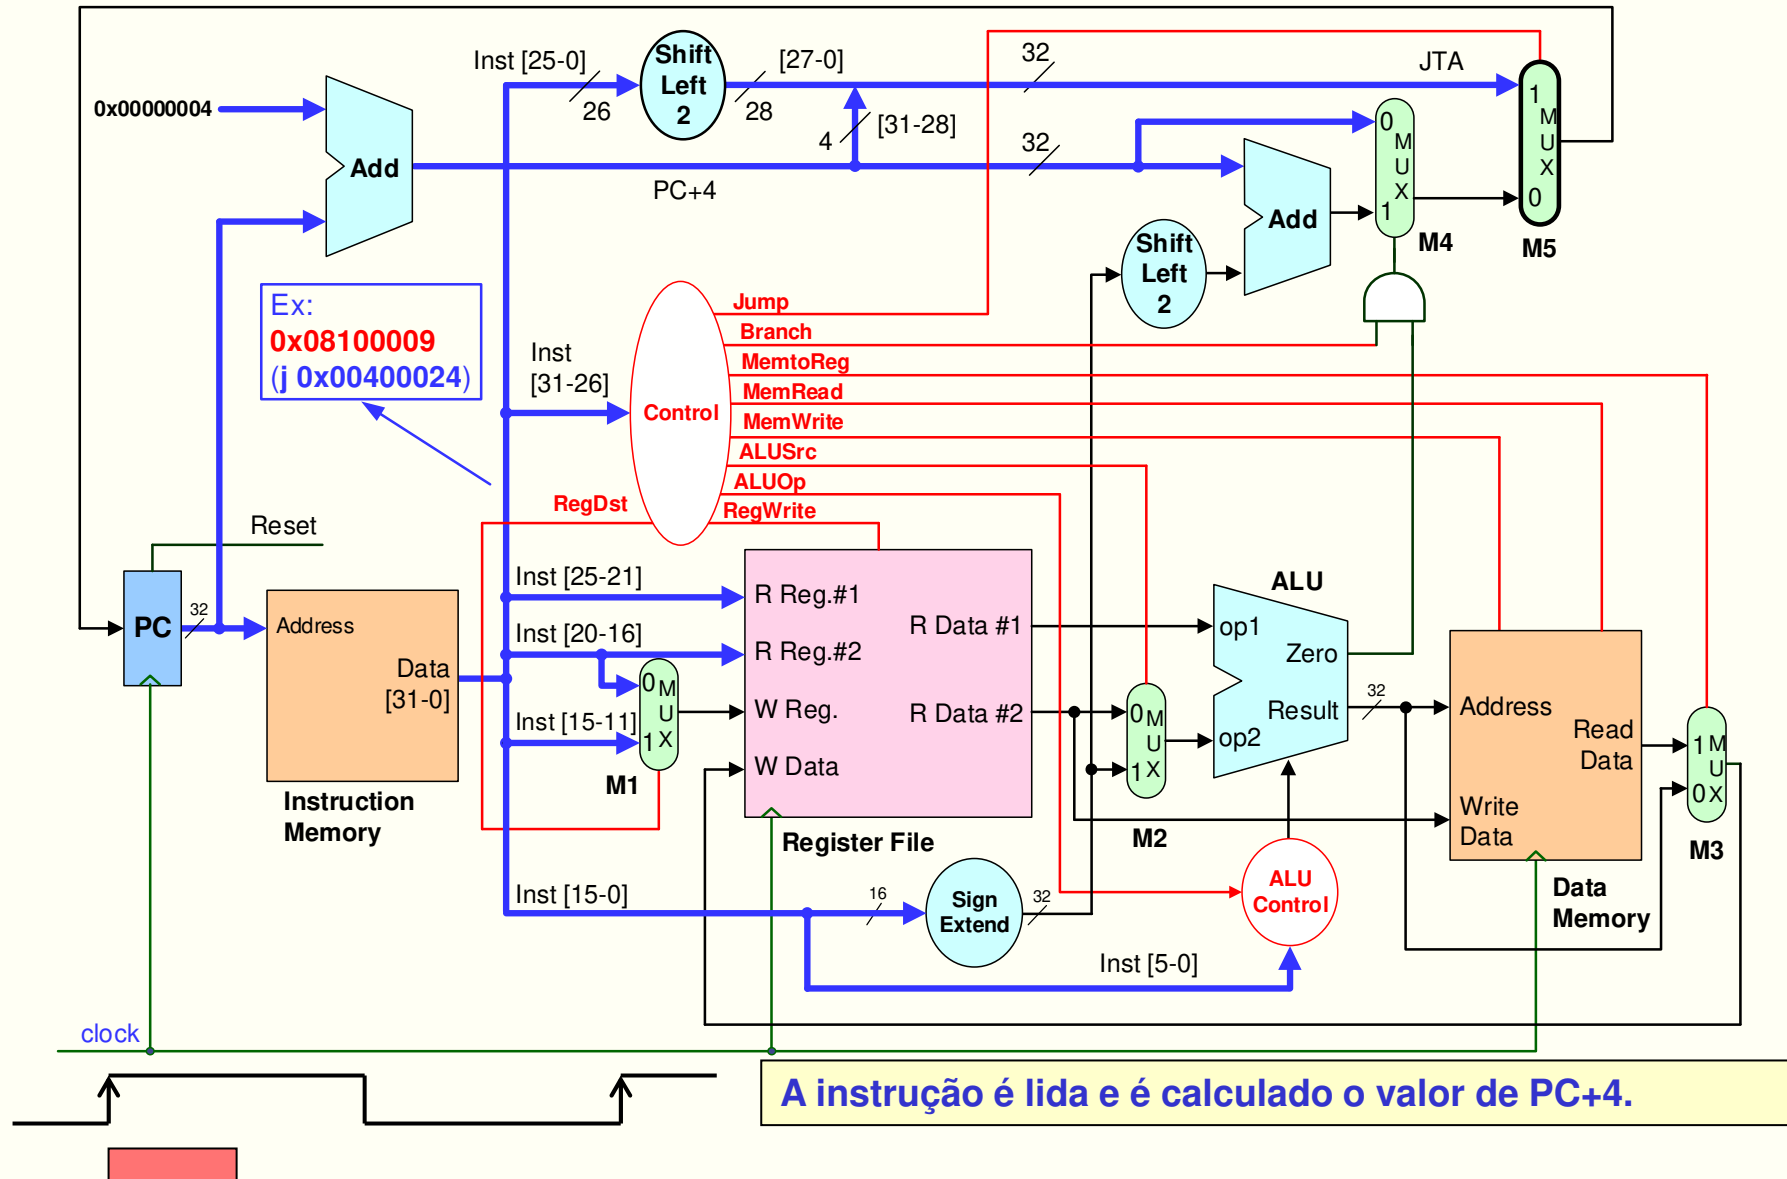 Inst [25-0]
26
Shift
Left
2
28
[27-0]
32
JTA
0x00000004
Add
4
[31-28]
PC+4
32
0
M
U
X
1
M4
1
M
U
X
0
M5
Add
Shift
Left
2
Ex:
0x08100009
(j 0x00400024)
Inst
[31-26]
Control
Jump
Branch
MemtoReg
MemRead
MemWrite
ALUSrc
ALUOp
RegWrite
RegDst
Reset
PC
32
Address
Data
[31-0]
Instruction
Memory
Inst [25-21]
Inst [20-16]
Inst [15-11]
0
M
U
1 X
M1
R Reg.#1
R Reg.#2
W Reg.
W Data
R Data #1
R Data #2
Register File
0 M
U
1 X
M2
ALU
op1
Zero
Result
op2
32
ALU
Control
Address
Read
Data
Write
Data
Data
Memory
1 M
U
0 X
M3
Inst [15-0]
16
Sign
Extend
32
Inst [5-0]
clock
A instrução é lida e é calculado o valor de PC+4.